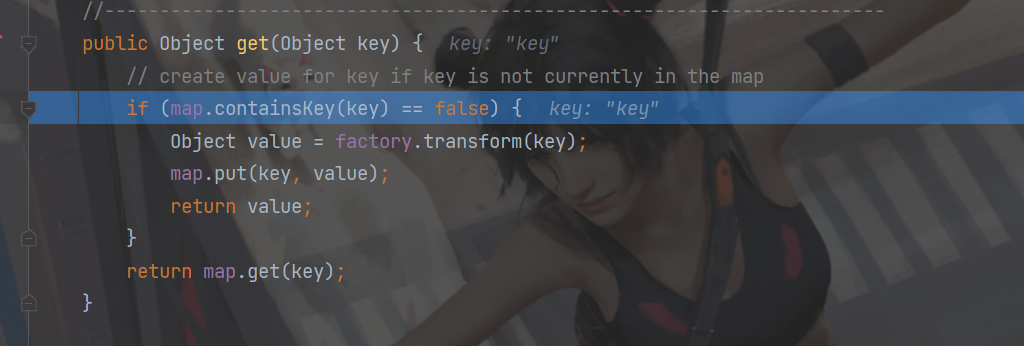 //----------------------------------------------------------------------
public Object get(Object key) { key: "key"
// create value for key if key is not currently in the map
if (map.containsKey(key) == false) { key: "key"
Object value = factory.transform(key);
map.put(key, value);
return value;
}
return map.get(key);
}